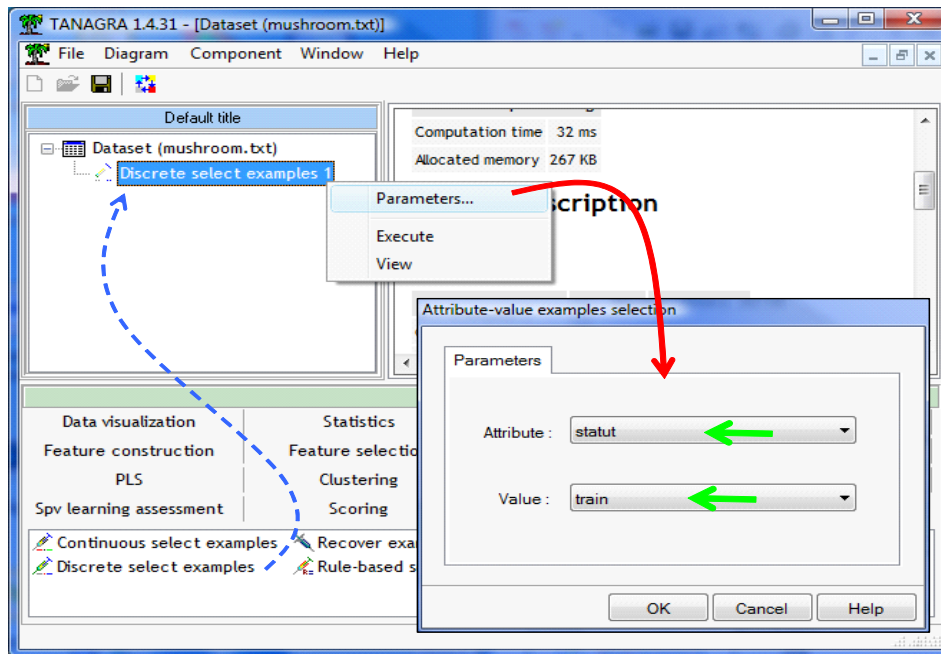 TANAGRA 1.4.31 - [Dataset (mushroom.txt)]
File Diagram Component Window Help
Default title
Dataset (mushroom.txt)
Discrete select examples 1
Computation time 32 ms
Allocated memory 267 KB
scription
Parameters...
Execute
View
Attribute-value examples selection
Parameters
Attribute : statut
Value : train
OK Cancel Help
Data visualization Statistics
Feature construction Feature selectio
PLS Clustering
Spv learning assessment Scoring
Continuous select examples Recover exa
Discrete select examples Rule-based s